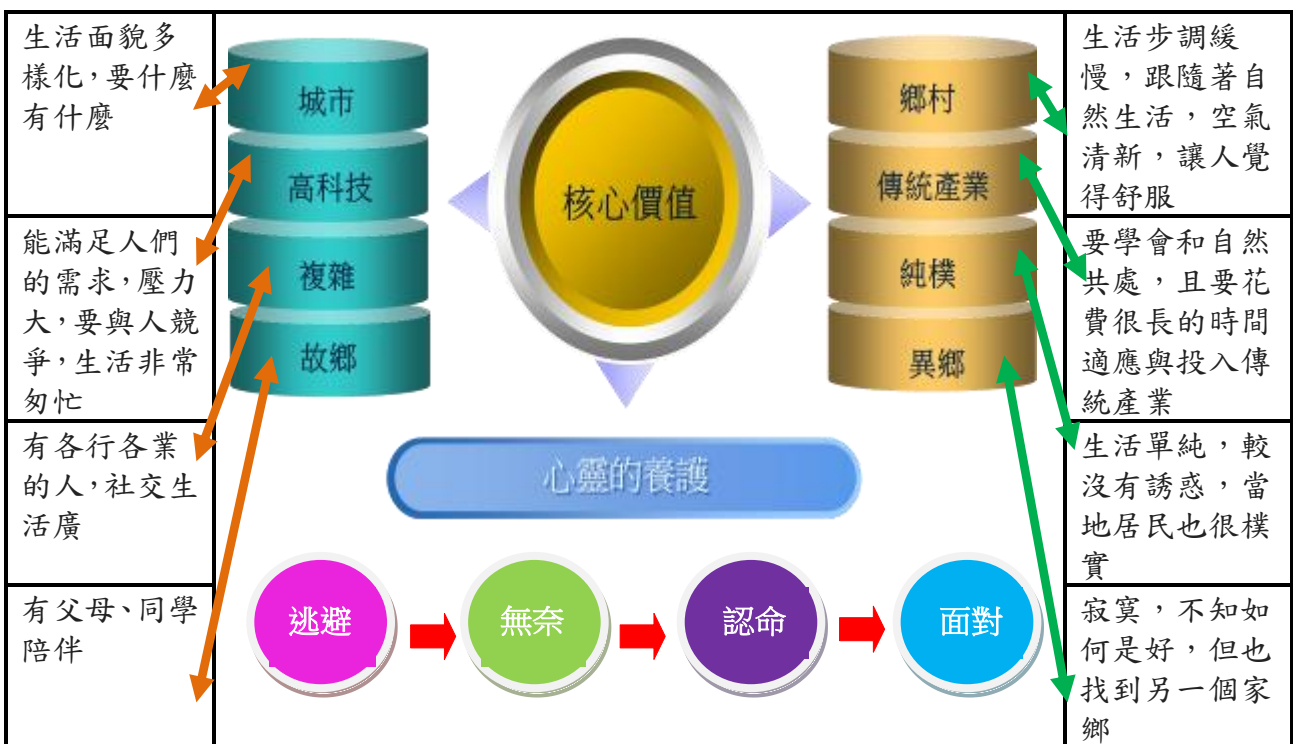 生活面貌多
樣化，要什麼
有什麼
能滿足人們
的需求，壓力
大，要與人競
爭，生活非常
匆忙
有各行各業
的人，社交生
活廣
有父母、同學
陪伴
城市
高科技
複雜
故鄉
核心價值
鄉村
傳統產業
純樸
異鄉
心靈的養護
逃避
無奈
認命
面對
生活步調緩
慢，跟隨著自
然生活，空氣
清新，讓人覺
得舒服
要學會和自然
共處，且要花
費很長的時間
適應與投入傳
統產業
生活單純，較
沒有誘惑，當
地居民也很樸
實
寂寞，不知如
何是好，但也
找到另一個家
鄉